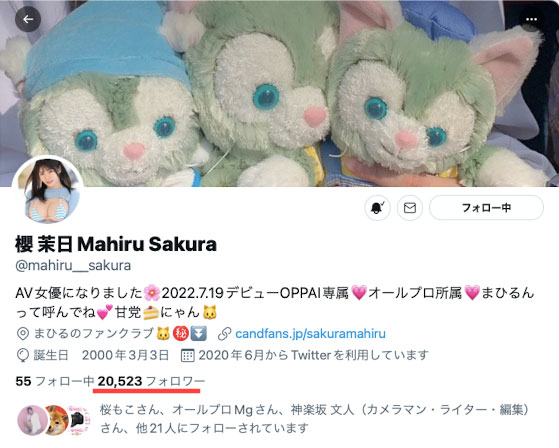 フォロー中
櫻 茉日 Mahiru Sakura
@mahiru__sakura
AV女優になりました🌸2022.7.19デビューOPPAI専属💗オールプロ所属💗まひるん
って呼んでね💕甘党🍰にゃん🐱
まひるのファンクラブ🐱㊙️⏬ candfans.jp/sakuramahiru
誕生日 2000年3月3日 2020年6月からTwitterを利用しています
55 フォロー中 20,523 フォロワー
桜もこさん、オールプロMgさん、神楽坂 文人（カメラマン・ライター・編集）
さん、他21人にフォローされています